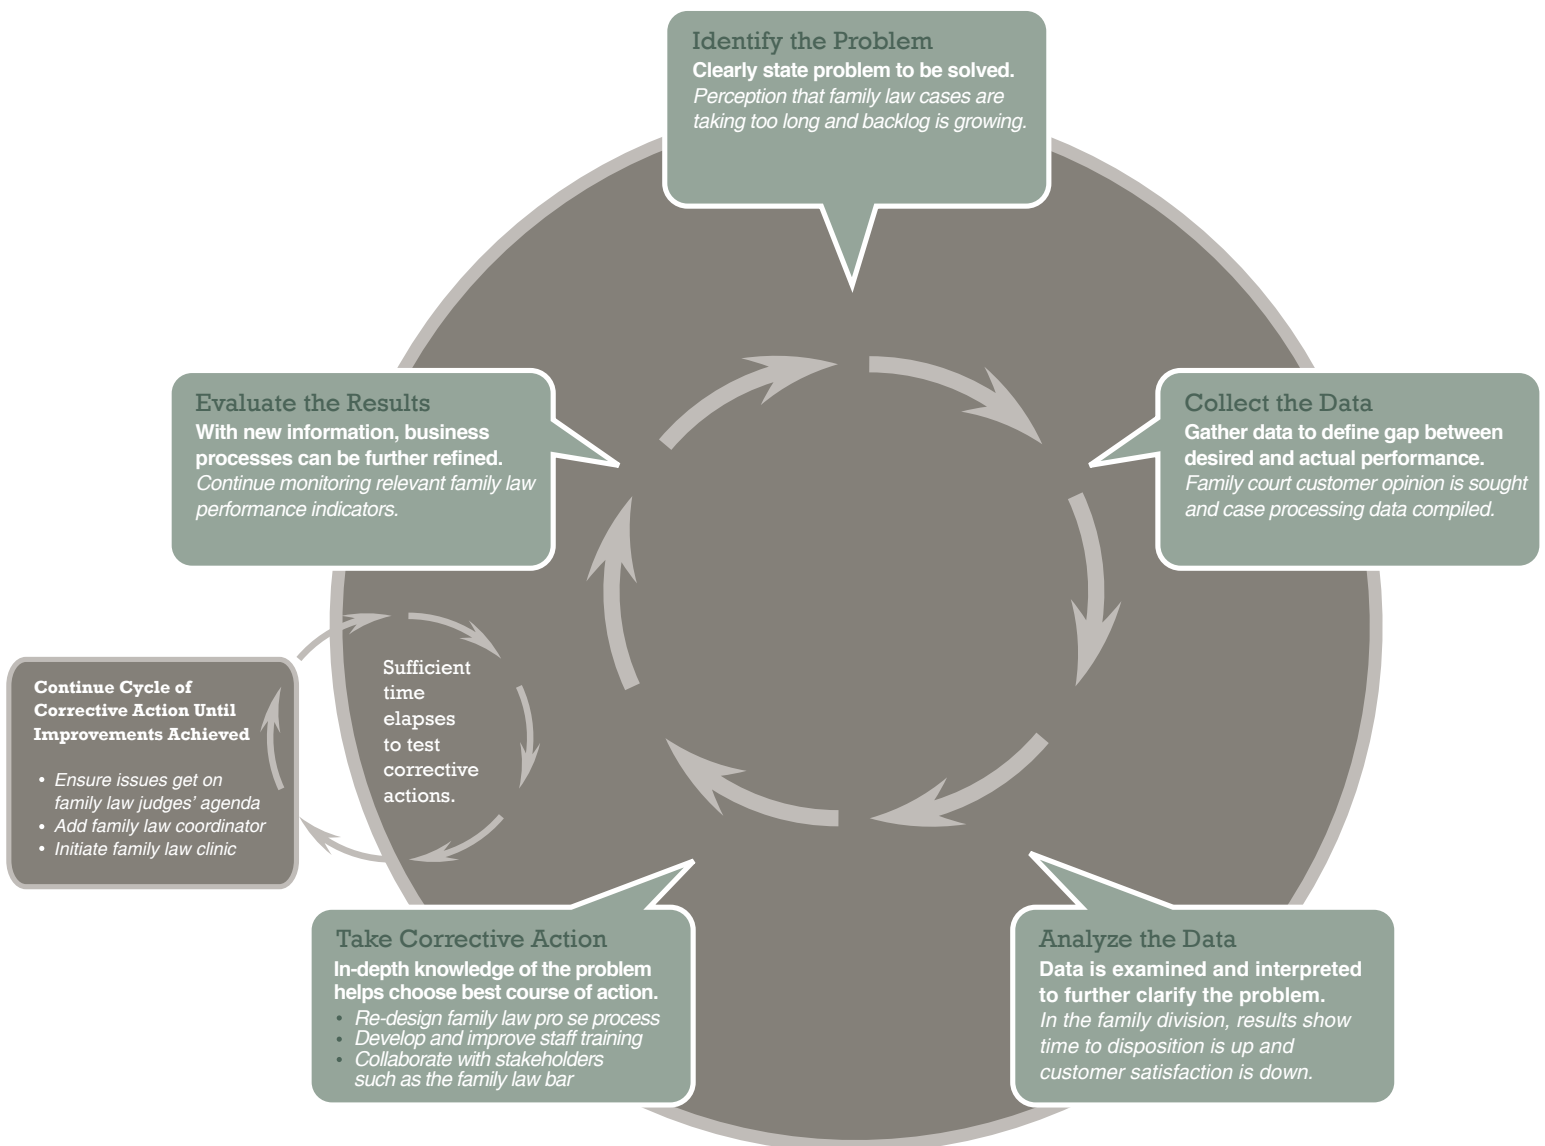 Identify the Problem
Clearly state problem to be solved.
Perception that family law cases are
taking too long and backlog is growing.
Collect the Data
Gather data to define gap between
desired and actual performance.
Family court customer opinion is sought
and case processing data compiled.
Analyze the Data
Data is examined and interpreted
to further clarify the problem.
In the family division, results show
time to disposition is up and
customer satisfaction is down.
Take Corrective Action
In-depth knowledge of the problem
helps choose best course of action.
• Re-design family law pro se process
• Develop and improve staff training
• Collaborate with stakeholders
such as the family law bar
Sufficient
time
elapses
to test
corrective
actions.
Continue Cycle of
Corrective Action Until
Improvements Achieved
• Ensure issues get on
family law judges’ agenda
• Add family law coordinator
• Initiate family law clinic
Evaluate the Results
With new information, business
processes can be further refined.
Continue monitoring relevant family law
performance indicators.